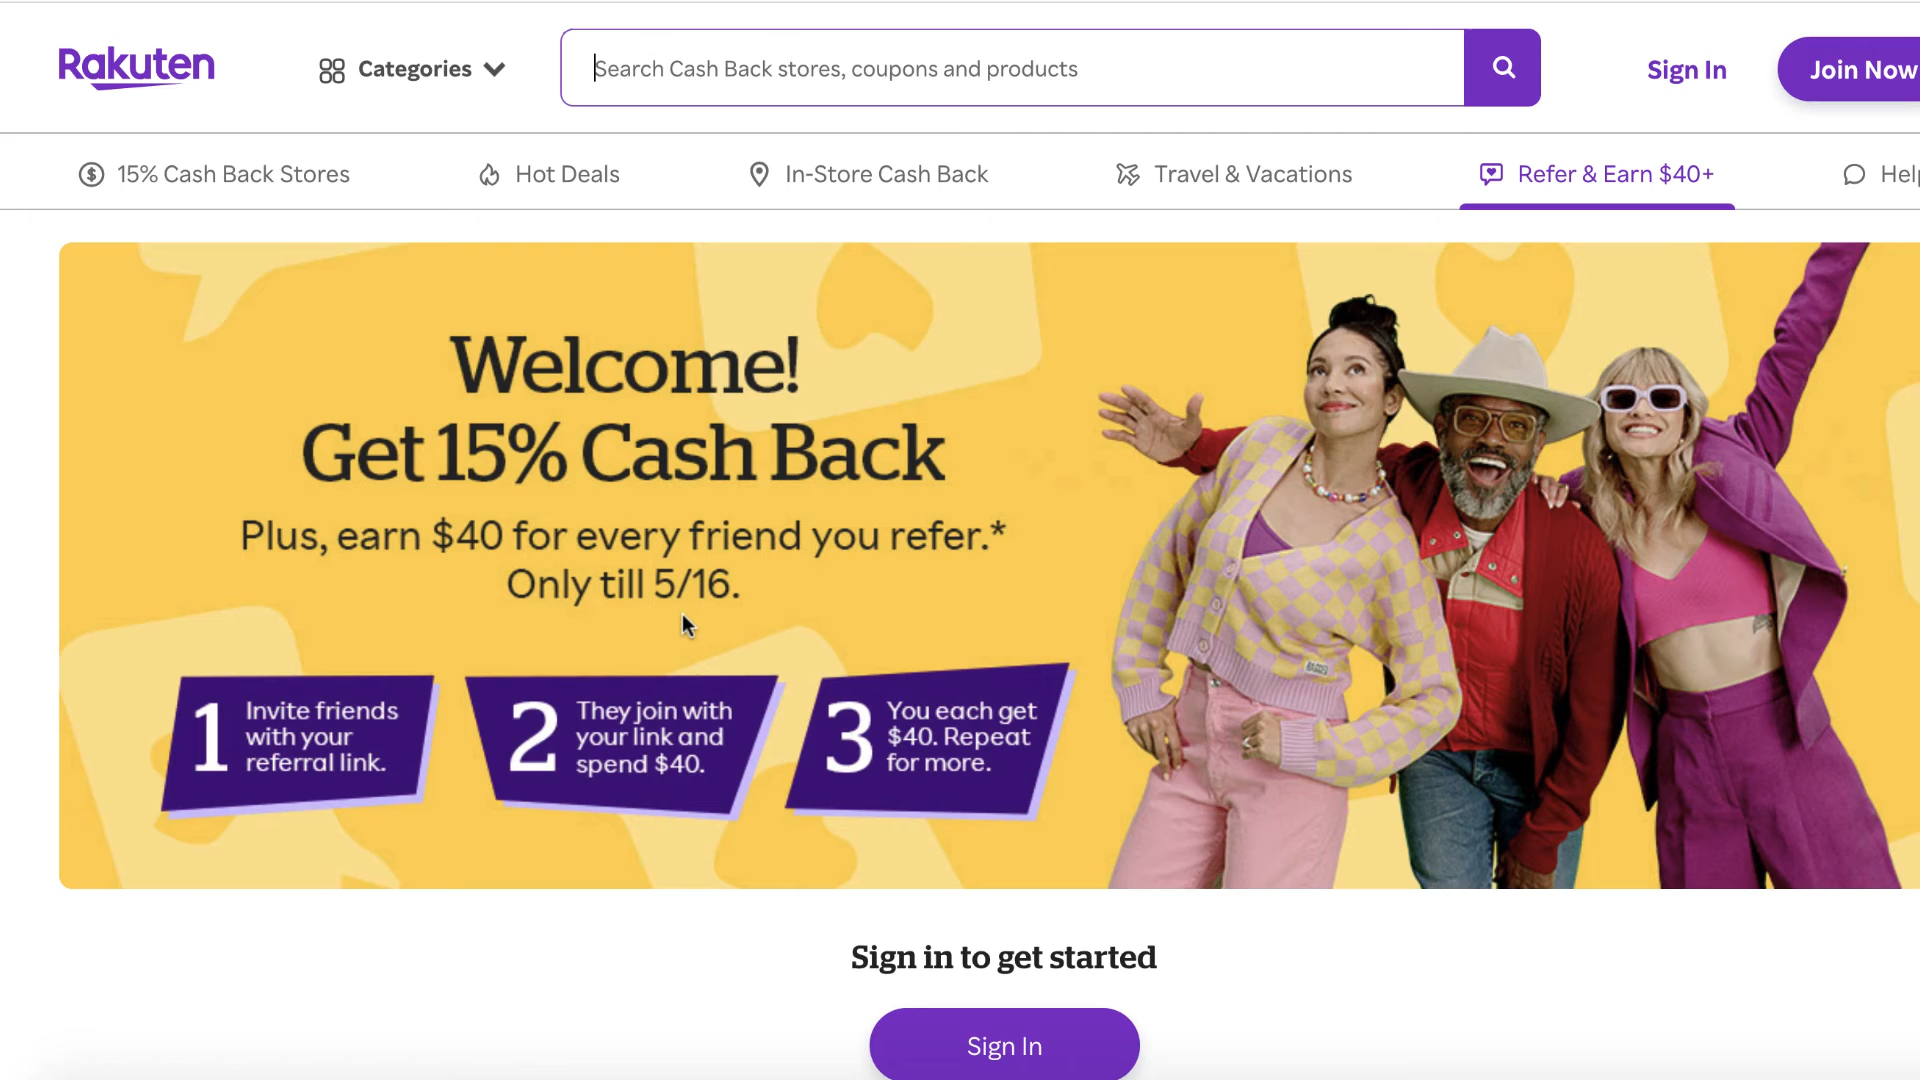 Rakuten
Categories
Search Cash Back stores, coupons and products
Sign In
Join Now
15% Cash Back Stores
Hot Deals
In-Store Cash Back
Travel & Vacations
Refer & Earn $40+
Help
Welcome!
Get 15% Cash Back
Plus, earn $40 for every friend you refer.*
Only till 5/16.
1
Invite friends
with your
referral link.
2
They join with
your link and
spend $40.
3
You each get
$40. Repeat
for more.
Sign in to get started
Sign In